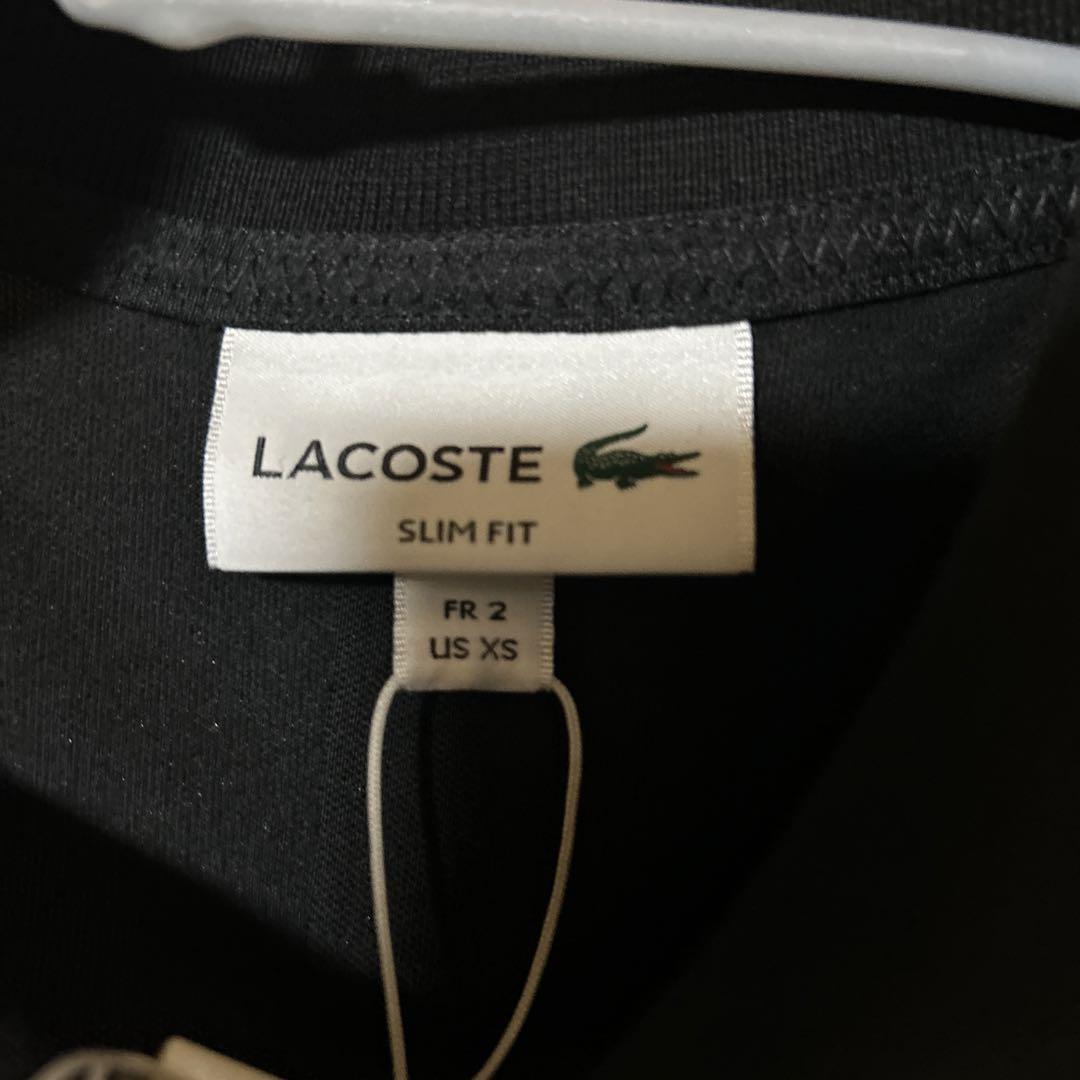 LACOSTE
SLIM FIT
FR 2
US XS